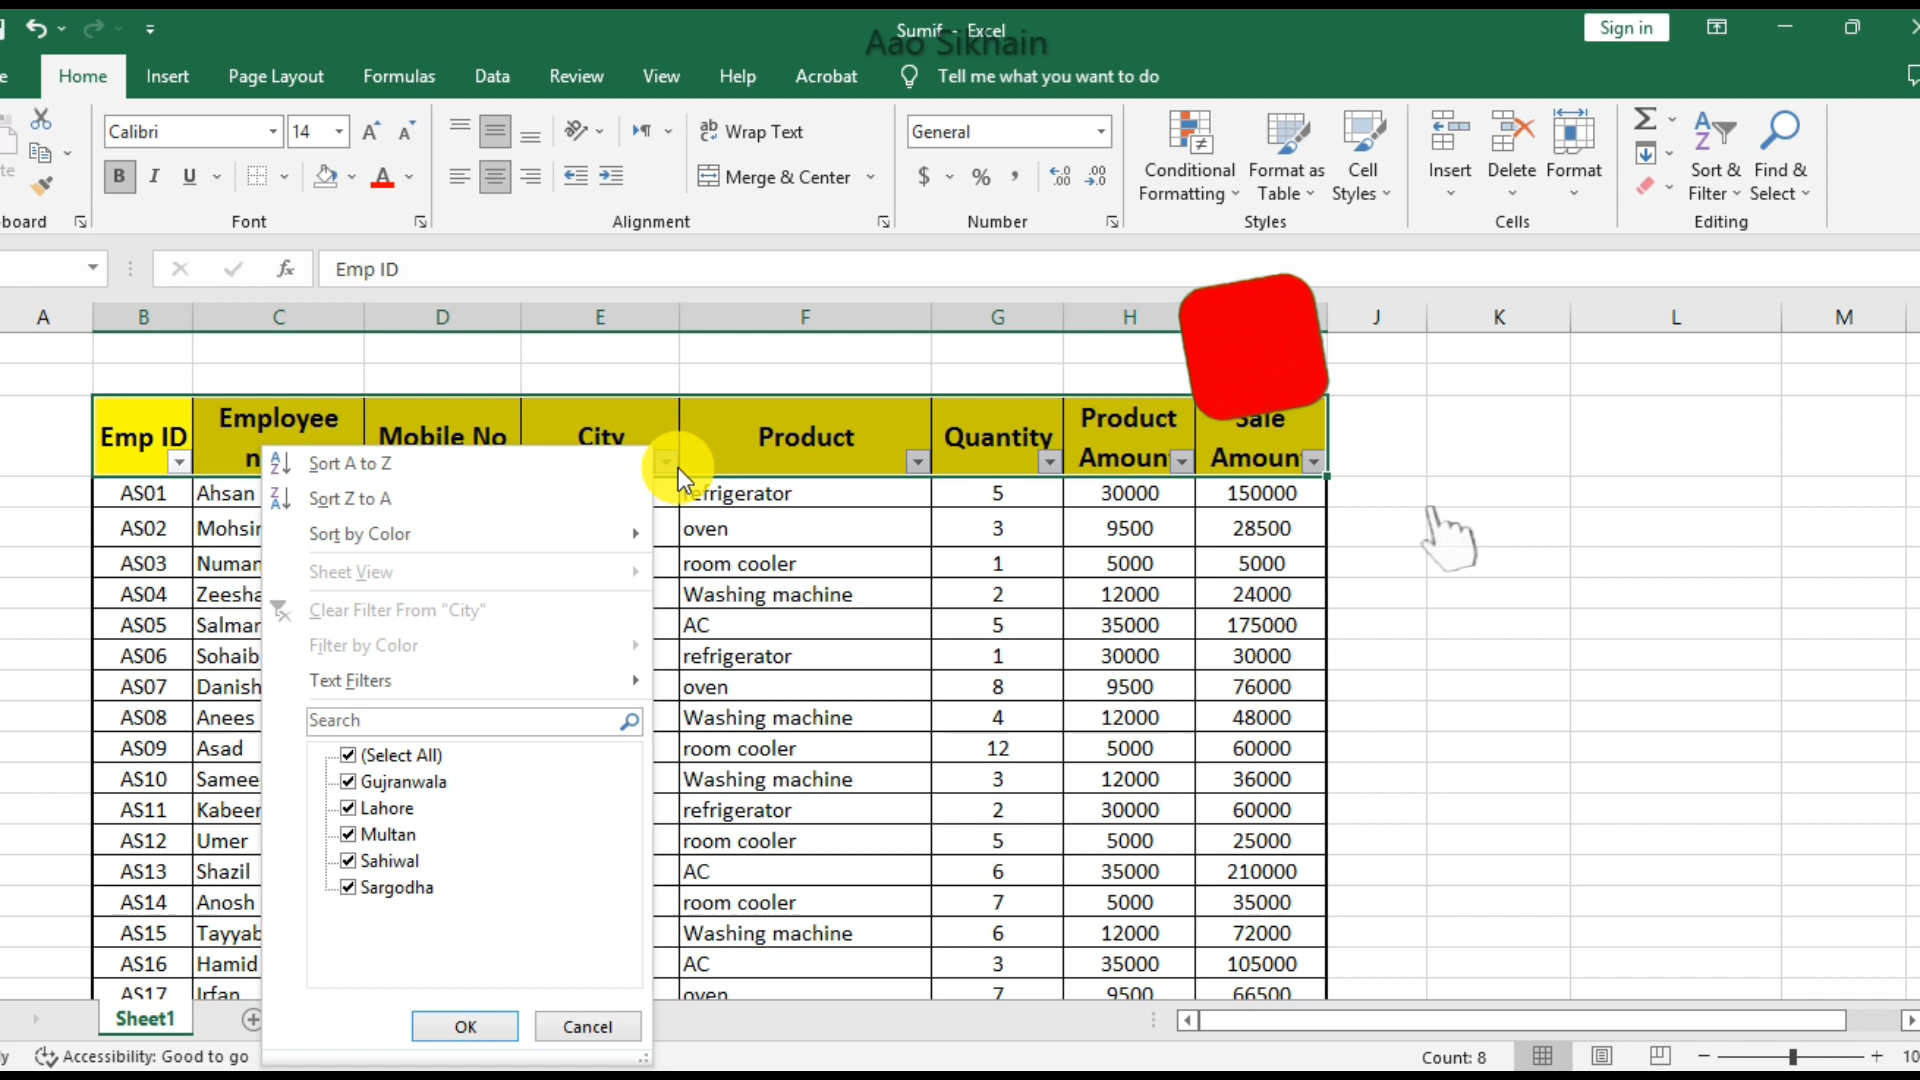 Sumif - Excel
Aao Sikhain
Sign in
Home Insert Page Layout Formulas Data Review View Help Acrobat Tell me what you want to do
Calibri 14 Wrap Text General
B I U Merge & Center $ %
Conditional Formatting Format as Table Cell Styles Insert Delete Format Sort & Filter Find & Select
Font Alignment Number Styles Cells Editing
fx Emp ID
A B C D E F G H J K L M
Emp ID Employee Mobile No City Product Quantity Product Amoun Sale Amoun
AS01 Ahsan refrigerator 5 30000 150000
AS02 oven 3 9500 28500
AS03 room cooler 1 5000 5000
AS04 Washing machine 2 12000 24000
AS05 AC 5 35000 175000
AS06 Sohaib refrigerator 1 30000 30000
AS07 Danish oven 8 9500 76000
AS08 Anees Washing machine 4 12000 48000
AS09 Asad room cooler 12 5000 60000
AS10 Samee Washing machine 3 12000 36000
AS11 Kabeer refrigerator 2 30000 60000
AS12 Umer room cooler 5 5000 25000
AS13 Shazil AC 6 35000 210000
AS14 Anosh room cooler 7 5000 35000
AS15 Tayyab Washing machine 6 12000 72000
AS16 Hamid AC 3 35000 105000
AS17 Irfan oven 7 9500 66500
Sort A to Z
Sort Z to A
Sort by Color
Sheet View
Clear Filter From "City"
Filter by Color
Text Filters
Search
(Select All)
Gujranwala
Lahore
Multan
Sahiwal
Sargodha
OK Cancel
Sheet1
Accessibility: Good to go
Count: 8